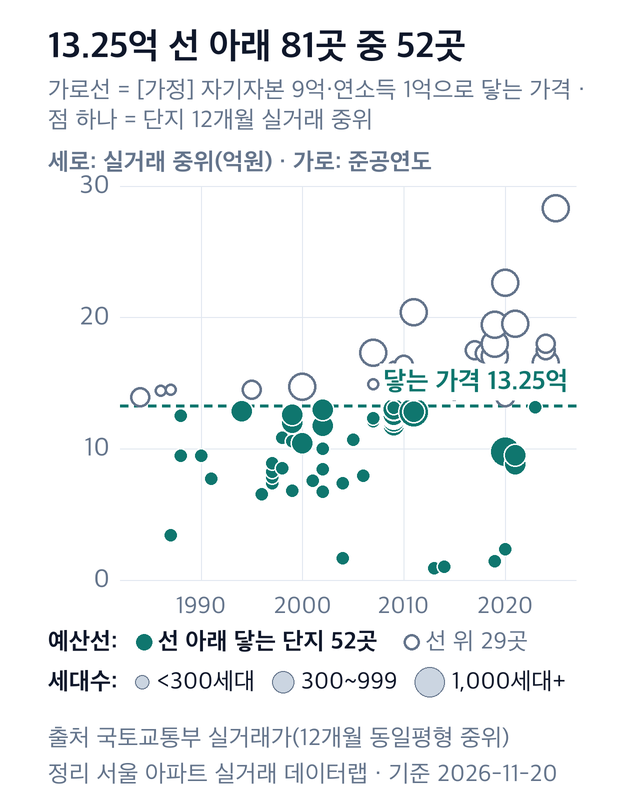 13.25억 선 아래 81곳 중 52곳
가로선 = [가정] 자기자본 9억·연소득 1억으로 닿는 가격 ·
점 하나 = 단지 12개월 실거래 중위
세로: 실거래 중위(억원) · 가로: 준공연도
30
20
닿는 가격 13.25억
10
0
1990 2000 2010 2020
예산선: 선 아래 닿는 단지 52곳 선 위 29곳
세대수: <300세대 300~999 1,000세대+
출처 국토교통부 실거래가(12개월 동일평형 중위)
정리 서울 아파트 실거래 데이터랩 · 기준 2026-11-20